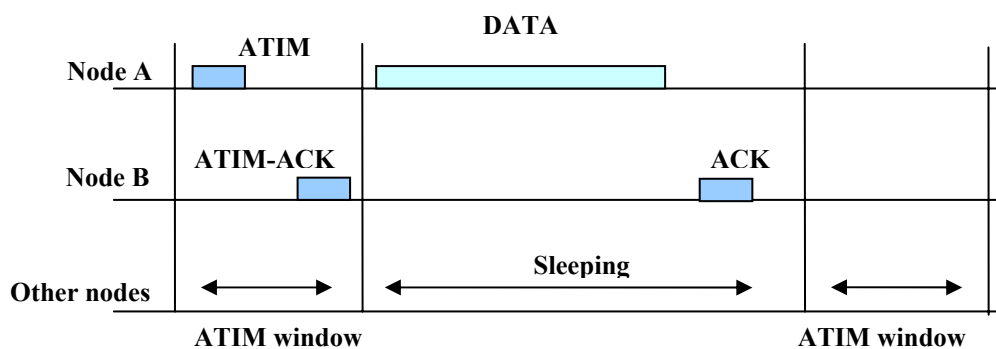 DATA
ATIM
Node A
ATIM-ACK
ACK
Node B
Sleeping
Other nodes
ATIM window
ATIM window